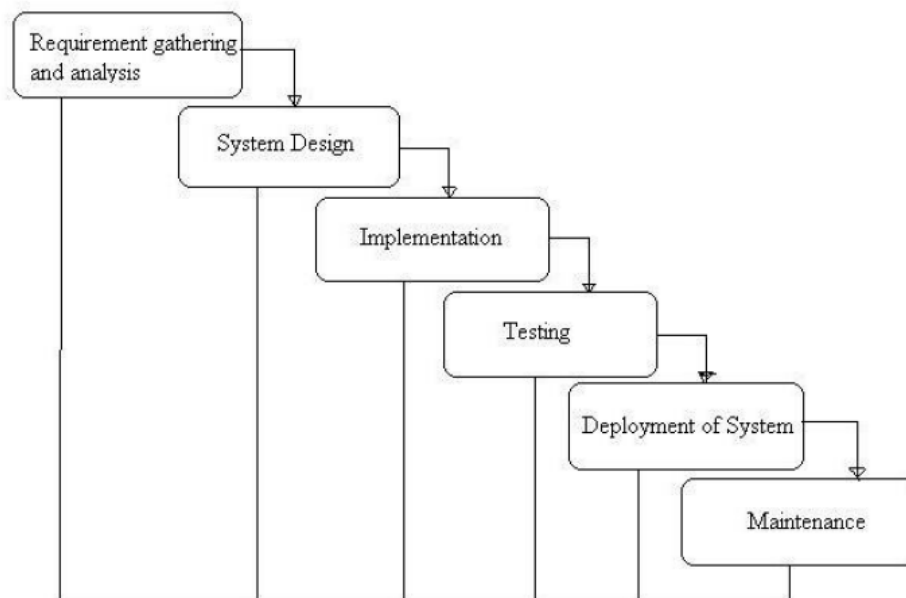 Requirement gathering
and analysis
System Design
Implementation
Testing
Deployment of System
Maintenance